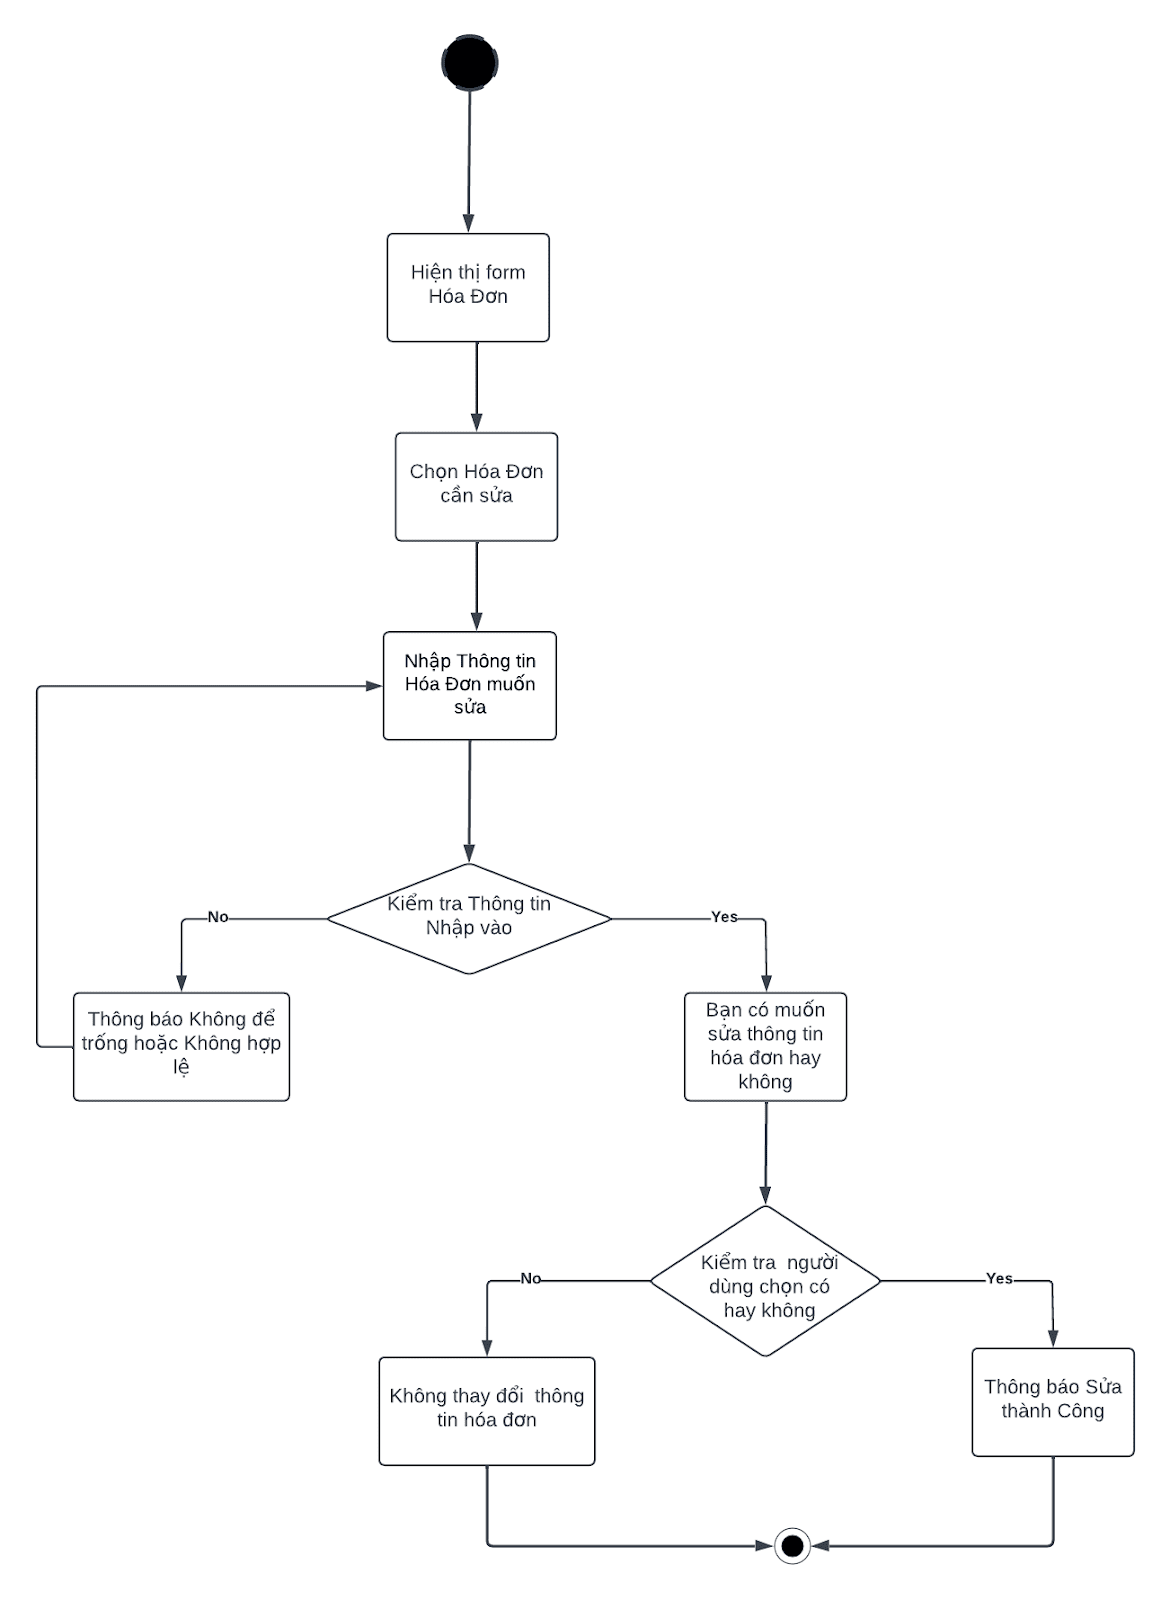 Hiện thị form
Hóa Đơn
Chọn Hóa Đơn
cần sửa
Nhập Thông tin
Hóa Đơn muốn
sửa
Kiểm tra Thông tin
Nhập vào
No
Yes
Thông báo Không để
trống hoặc Không hợp
lệ
Bạn có muốn
sửa thông tin
hóa đơn hay
không
Kiểm tra  người
dùng chọn có
hay không
No
Yes
Không thay đổi  thông
tin hóa đơn
Thông báo Sửa
thành Công